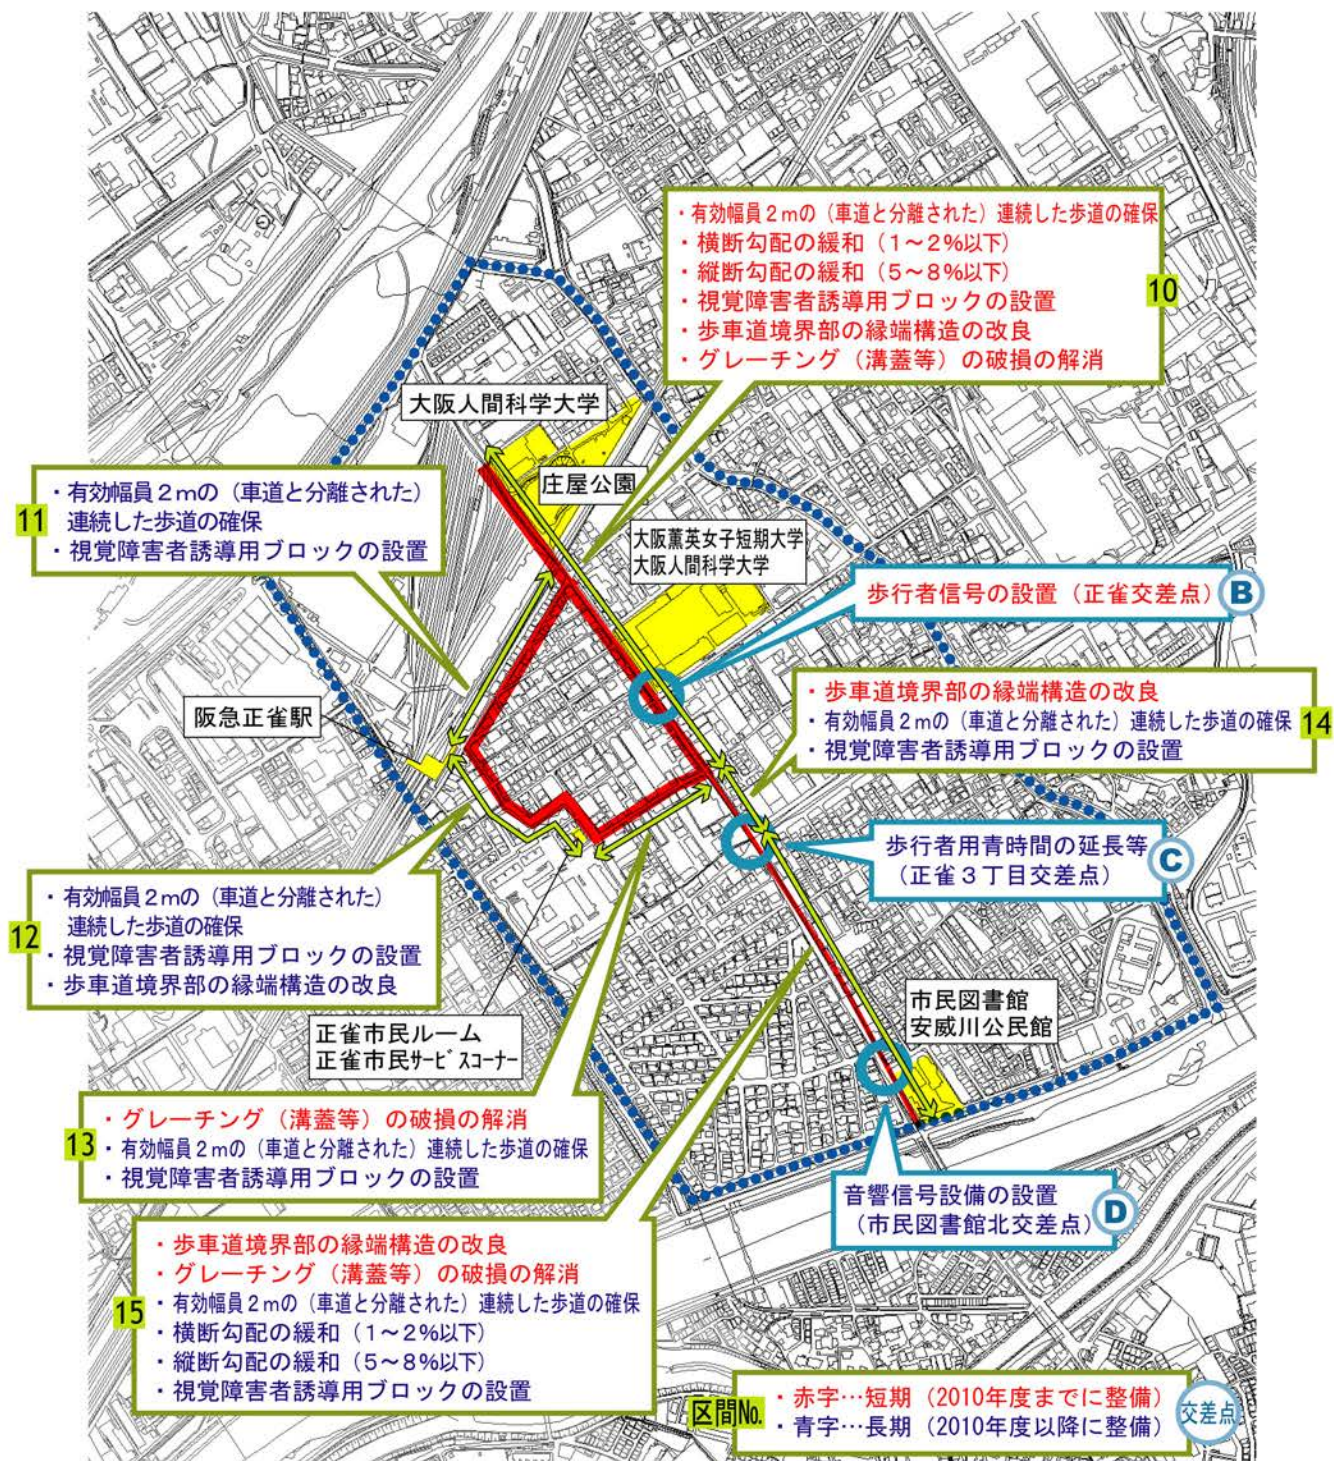 ・有効幅員２ｍの（車道と分離された）連続した歩道の確保
・横断勾配の緩和（1～2%以下）
・縦断勾配の緩和（5～8%以下）
・視覚障害者誘導用ブロックの設置
・歩車道境界部の縁端構造の改良
・グレーチング（溝蓋等）の破損の解消
10
大阪人間科学大学
庄屋公園
11
・有効幅員２ｍの（車道と分離された）
連続した歩道の確保
・視覚障害者誘導用ブロックの設置
大阪薫英女子短期大学
大阪人間科学大学
歩行者信号の設置（正雀交差点）
B
阪急正雀駅
・歩車道境界部の縁端構造の改良
・有効幅員２ｍの（車道と分離された）連続した歩道の確保
・視覚障害者誘導用ブロックの設置
14
歩行者用青時間の延長等
（正雀３丁目交差点）
C
12
・有効幅員２ｍの（車道と分離された）
連続した歩道の確保
・視覚障害者誘導用ブロックの設置
・歩車道境界部の縁端構造の改良
市民図書館
安威川公民館
正雀市民ルーム
正雀市民サービスコーナー
13
・グレーチング（溝蓋等）の破損の解消
・有効幅員２ｍの（車道と分離された）連続した歩道の確保
・視覚障害者誘導用ブロックの設置
音響信号設備の設置
（市民図書館北交差点）
D
15
・歩車道境界部の縁端構造の改良
・グレーチング（溝蓋等）の破損の解消
・有効幅員２ｍの（車道と分離された）連続した歩道の確保
・横断勾配の緩和（1～2%以下）
・縦断勾配の緩和（5～8%以下）
・視覚障害者誘導用ブロックの設置
区間No.
・赤字…短期（2010年度までに整備）
・青字…長期（2010年度以降に整備）
交差点